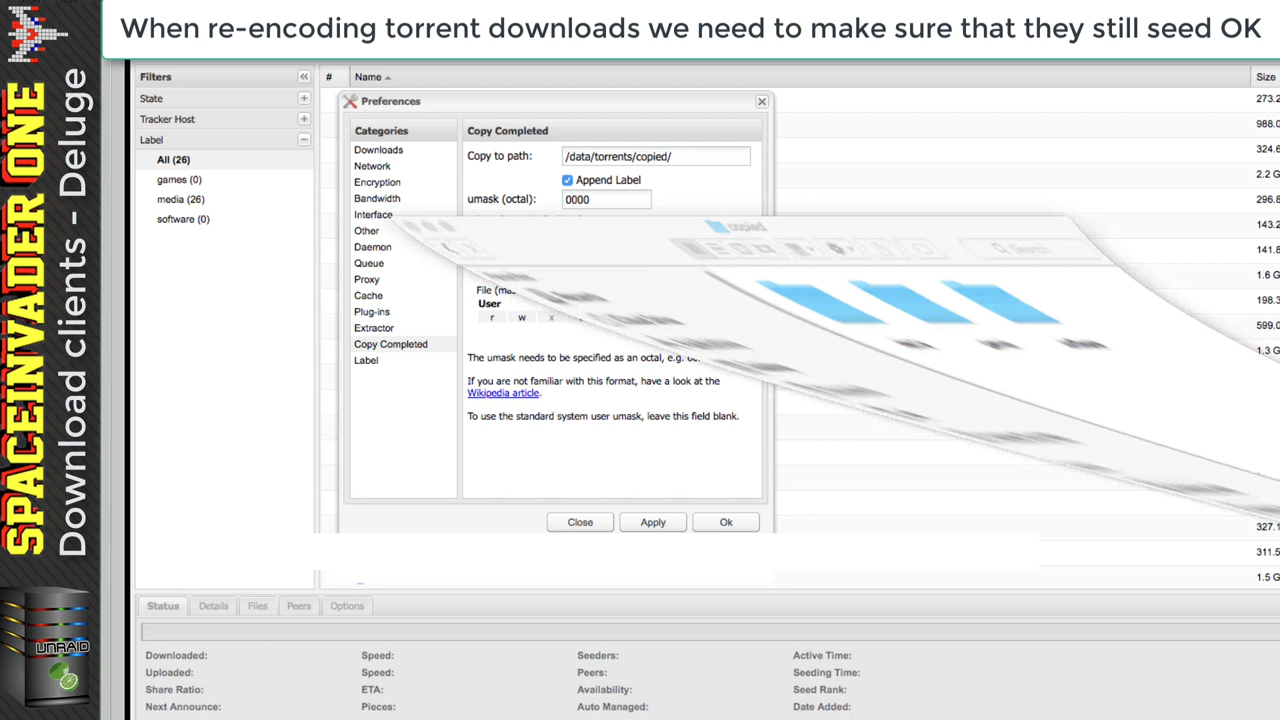 When re-encoding torrent downloads we need to make sure that they still seed OK
SPACEINVADER ONE
Download clients - Deluge
UNRAID
Filters
#
Name
Size
State
Tracker Host
Label
All (26)
games (0)
media (26)
software (0)
Preferences
Categories
Downloads
Network
Encryption
Bandwidth
Interface
Other
Daemon
Queue
Proxy
Cache
Plug-ins
Extractor
Copy Completed
Label
Copy Completed
Copy to path: /data/torrents/copied/
Append Label
umask (octal): 0000
copied
Search
File
User
r w x
The umask needs to be specified as an octal, e.g.
If you are not familiar with this format, have a look at the
Wikipedia article.
To use the standard system user umask, leave this field blank.
Close Apply Ok
273.2
988.0
324.6
2.2 G
296.8
143.2
141.8
1.6 G
198.3
599.0
1.3 G
327.1
311.5
1.5 G
Status Details Files Peers Options
Downloaded: Speed: Seeders: Active Time:
Uploaded: Speed: Peers: Seeding Time:
Share Ratio: ETA: Availability: Seed Rank:
Next Announce: Pieces: Auto Managed: Date Added: